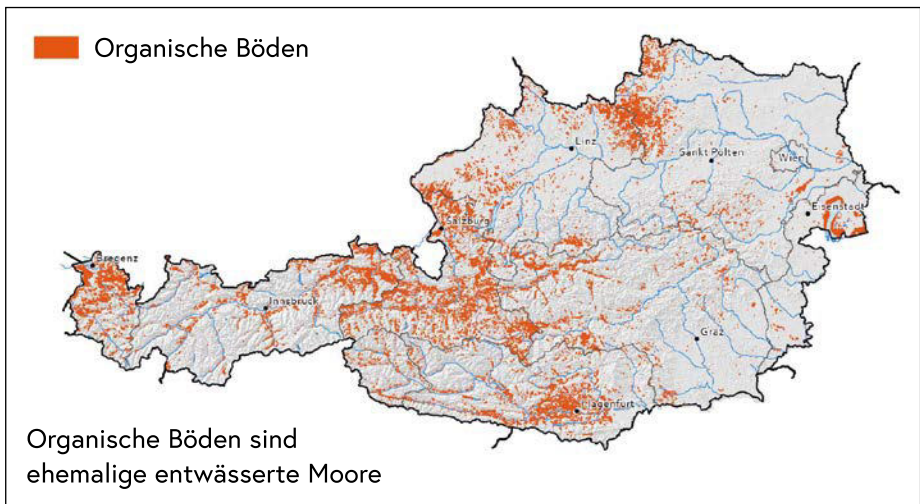 Organische Böden
Linz
Sankt Pölten
Wien
Eisenstadt
Salzburg
Bregenz
Innsbruck
Graz
Klagenfurt
Organische Böden sind
ehemalige entwässerte Moore